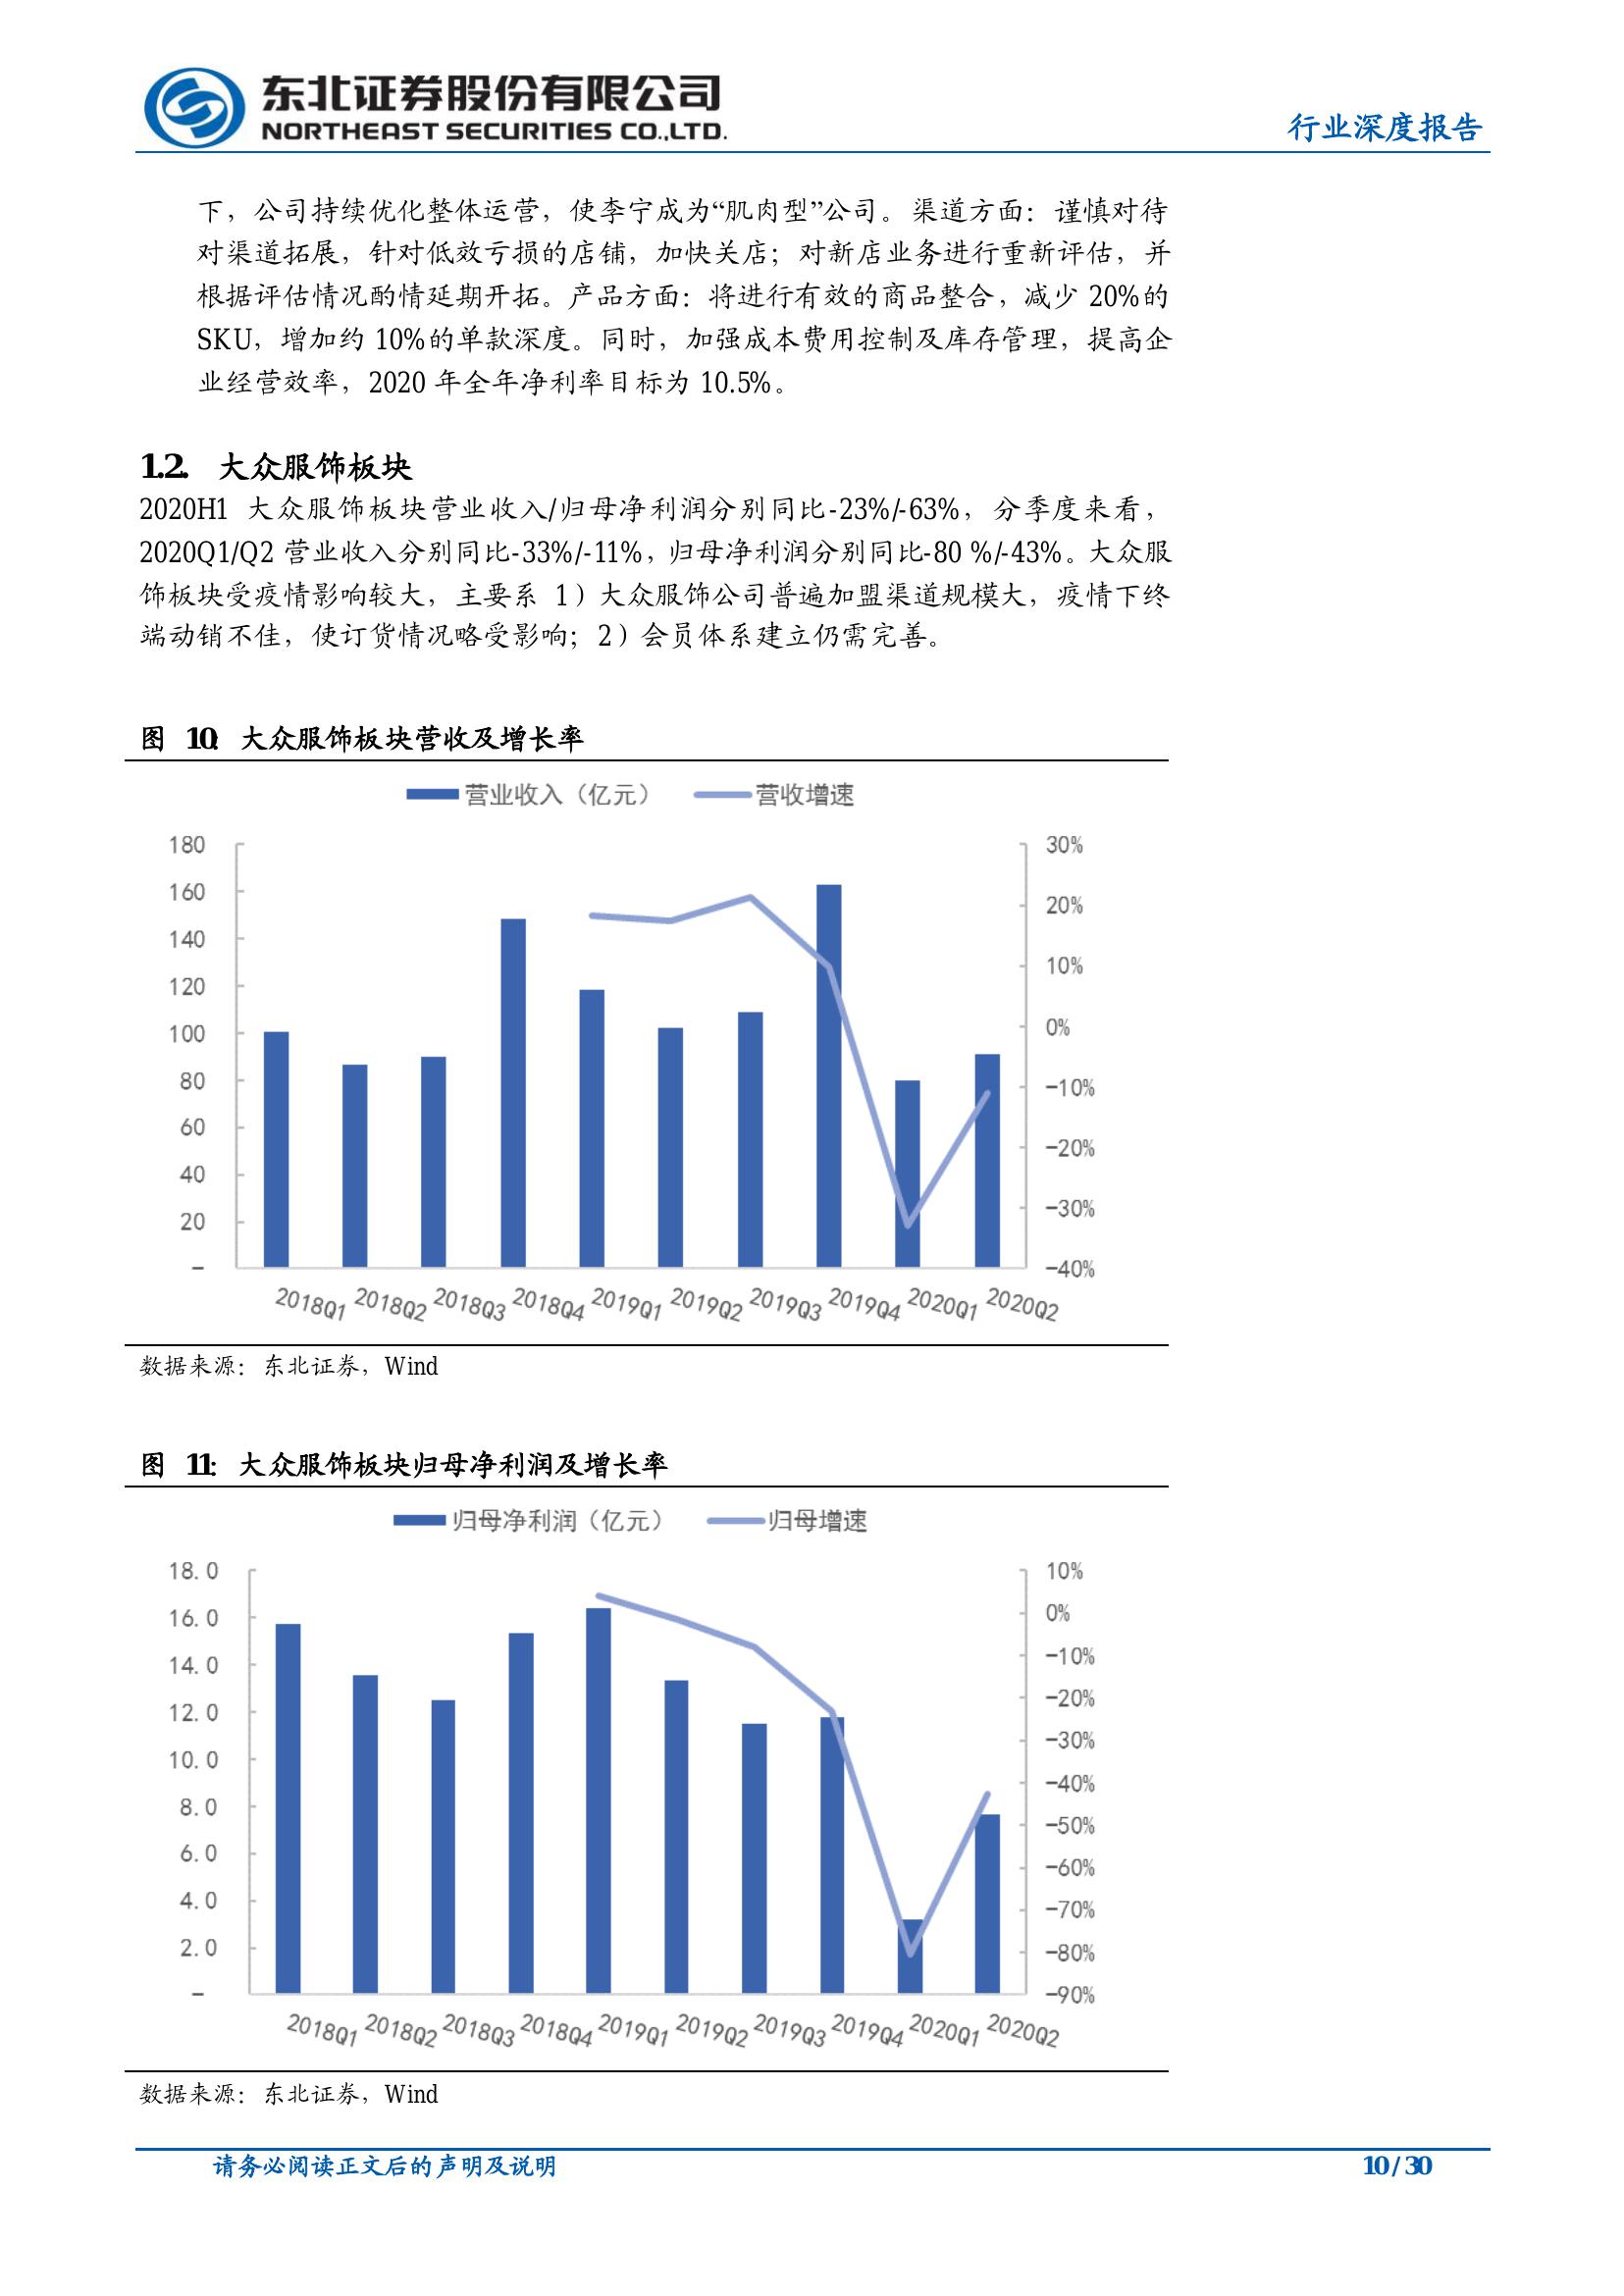 东北证券股份有限公司
NORTHEAST SECURITIES CO.,LTD.
行业深度报告
下，公司持续优化整体运营，使李宁成为“肌肉型”公司。渠道方面：谨慎对待
对渠道拓展，针对低效亏损的店铺，加快关店；对新店业务进行重新评估，并
根据评估情况酌情延期开拓。产品方面：将进行有效的商品整合，减少 20%的
SKU，增加约 10%的单款深度。同时，加强成本费用控制及库存管理，提高企
业经营效率，2020 年全年净利率目标为 10.5%。
1.2. 大众服饰板块
2020H1 大众服饰板块营业收入/归母净利润分别同比-23%/-63%，分季度来看，
2020Q1/Q2 营业收入分别同比-33%/-11%，归母净利润分别同比-80 %/-43%。大众服
饰板块受疫情影响较大，主要系 1）大众服饰公司普遍加盟渠道规模大，疫情下终
端动销不佳，使订货情况略受影响；2）会员体系建立仍需完善。
图 10: 大众服饰板块营收及增长率
营业收入（亿元） 营收增速
180 30%
160 20%
140 10%
120 0%
100 -10%
80 -20%
60 -30%
40 -40%
20
-
2018Q1 2018Q2 2018Q3 2018Q4 2019Q1 2019Q2 2019Q3 2019Q4 2020Q1 2020Q2
数据来源：东北证券，Wind
图 11: 大众服饰板块归母净利润及增长率
归母净利润（亿元） 归母增速
18.0 10%
16.0 0%
14.0 -10%
12.0 -20%
10.0 -30%
8.0 -40%
6.0 -50%
4.0 -60%
2.0 -70%
- -80%
-90%
2018Q1 2018Q2 2018Q3 2018Q4 2019Q1 2019Q2 2019Q3 2019Q4 2020Q1 2020Q2
数据来源：东北证券，Wind
请务必阅读正文后的声明及说明 10 / 30